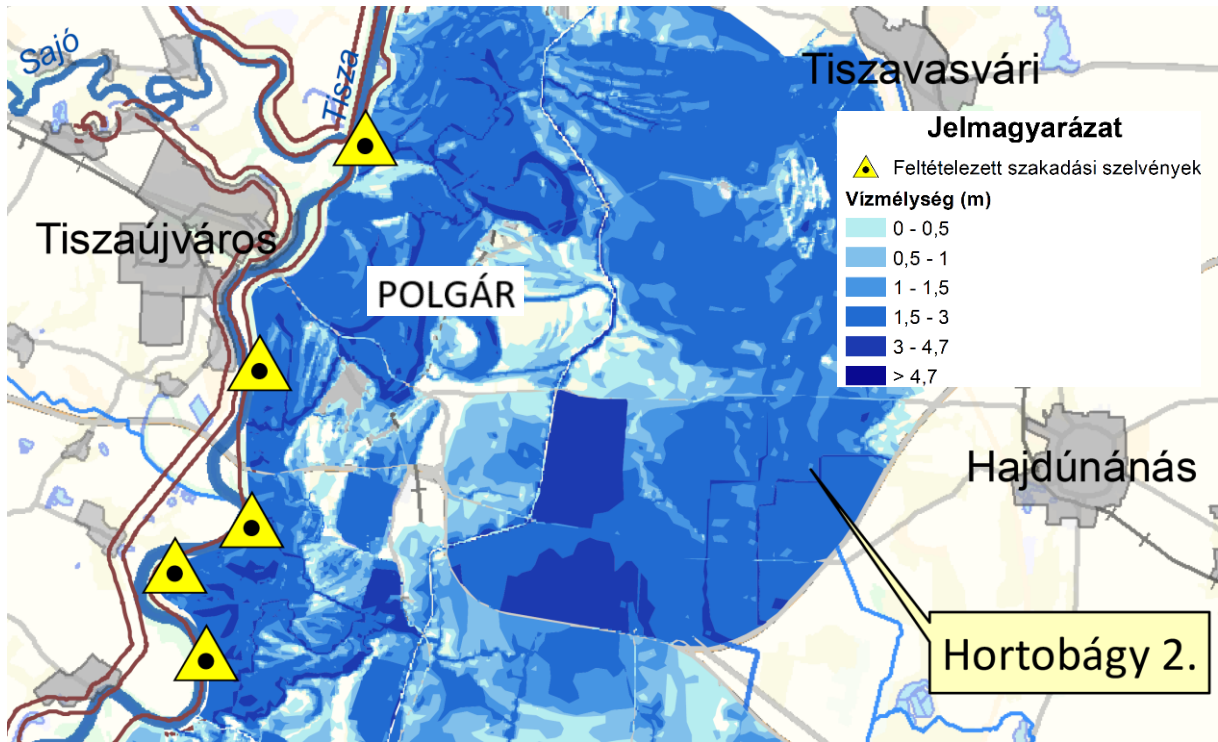 Sajó
Tisza
Tiszavasvári
Jelmagyarázat
Feltételezett szakadási szelvények
Vízmélység (m)
0 - 0,5
0,5 - 1
1 - 1,5
1,5 - 3
3 - 4,7
> 4,7
Tiszaújváros
POLGÁR
Hajdúnánás
Hortobágy 2.